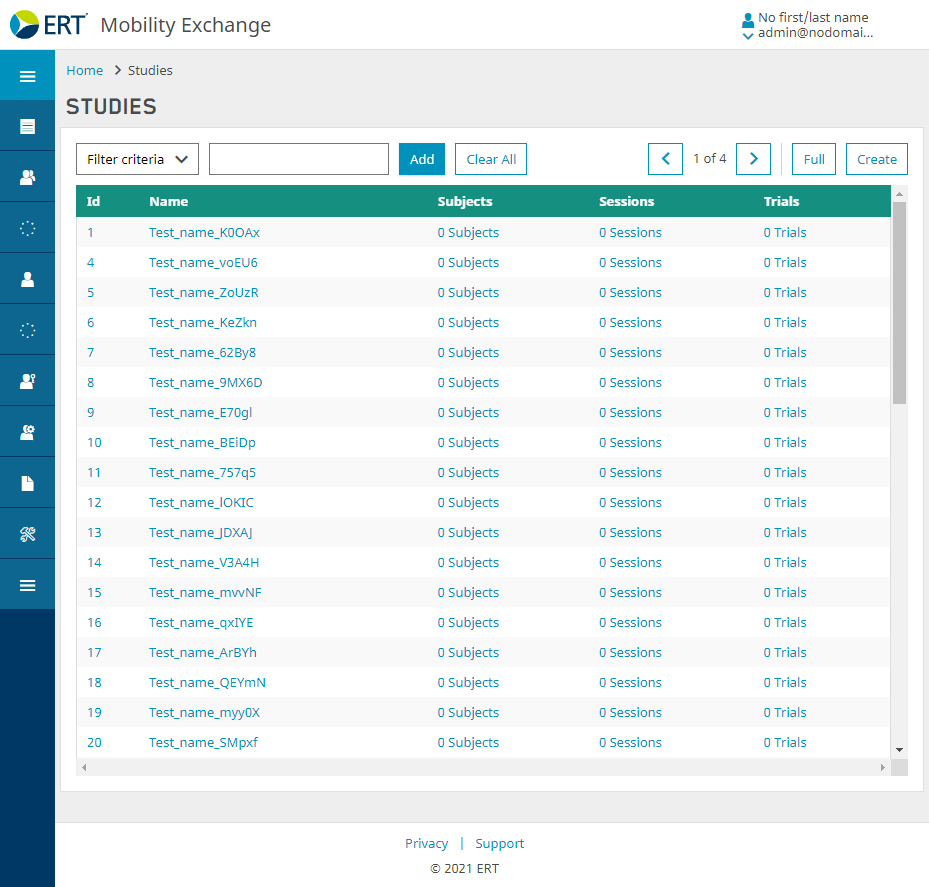 ERT Mobility Exchange
No first/last name
admin@nodomai...
Home > Studies
STUDIES
Filter criteria Add Clear All 1 of 4 Full Create
Id Name Subjects Sessions Trials
1 Test_name_K0OAx 0 Subjects 0 Sessions 0 Trials
4 Test_name_voEU6 0 Subjects 0 Sessions 0 Trials
5 Test_name_ZoUzR 0 Subjects 0 Sessions 0 Trials
6 Test_name_KeZkn 0 Subjects 0 Sessions 0 Trials
7 Test_name_62By8 0 Subjects 0 Sessions 0 Trials
8 Test_name_9MX6D 0 Subjects 0 Sessions 0 Trials
9 Test_name_E70gl 0 Subjects 0 Sessions 0 Trials
10 Test_name_BEiDp 0 Subjects 0 Sessions 0 Trials
11 Test_name_757q5 0 Subjects 0 Sessions 0 Trials
12 Test_name_lOKIC 0 Subjects 0 Sessions 0 Trials
13 Test_name_JDXAJ 0 Subjects 0 Sessions 0 Trials
14 Test_name_V3A4H 0 Subjects 0 Sessions 0 Trials
15 Test_name_mvvNF 0 Subjects 0 Sessions 0 Trials
16 Test_name_qxIYE 0 Subjects 0 Sessions 0 Trials
17 Test_name_ArBYh 0 Subjects 0 Sessions 0 Trials
18 Test_name_QEYmN 0 Subjects 0 Sessions 0 Trials
19 Test_name_myy0X 0 Subjects 0 Sessions 0 Trials
20 Test_name_SMpxf 0 Subjects 0 Sessions 0 Trials
Privacy | Support
© 2021 ERT